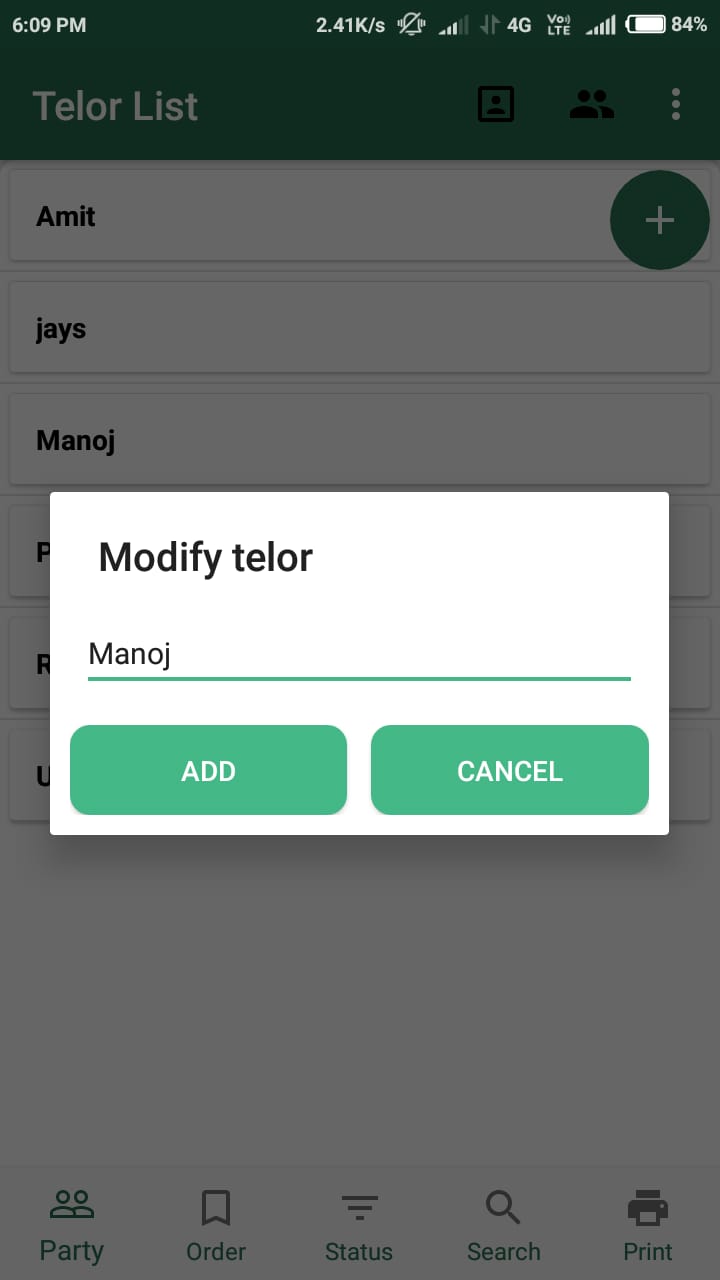 6:09 PM 2.41K/s 4G Vo) LTE 84%
Telor List
Amit
jays
Manoj
P
Modify telor
Manoj
R
ADD CANCEL
U
Party Order Status Search Print